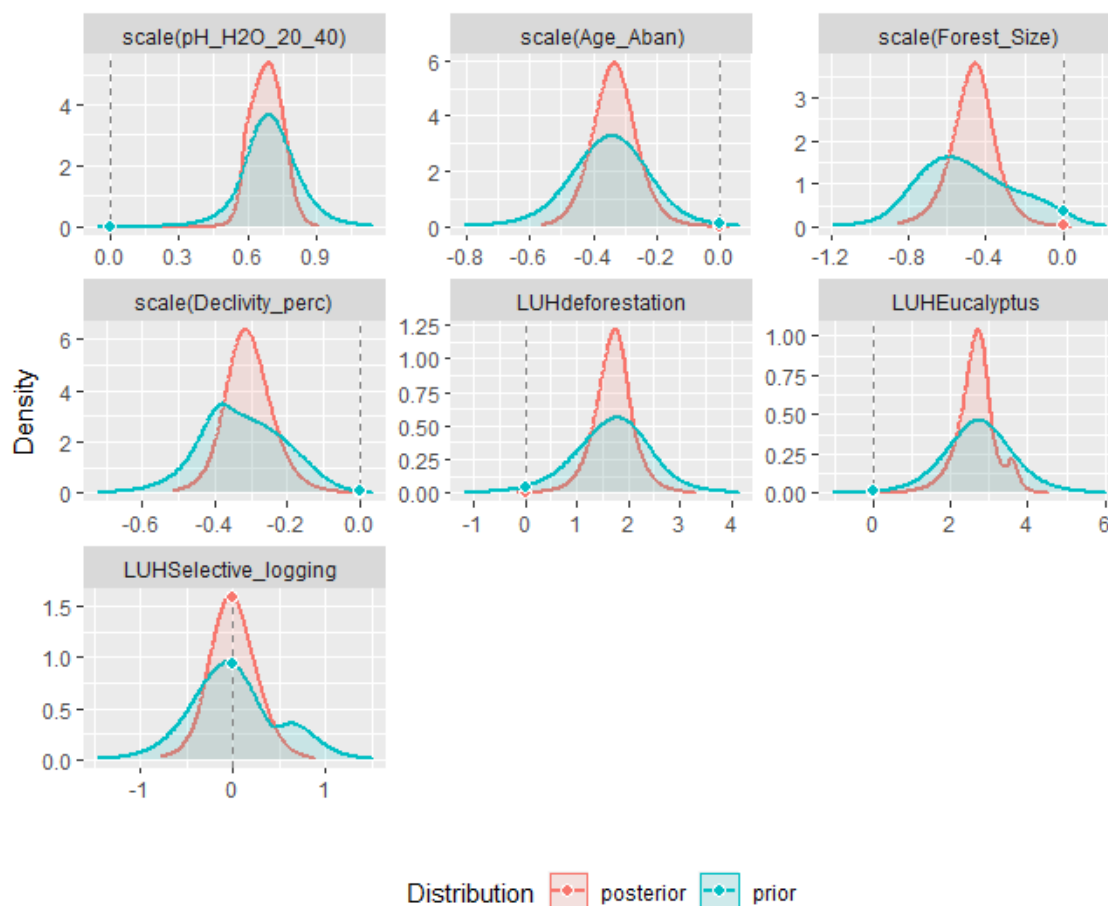 scale(pH_H2O_20_40) scale(Age_Aban) scale(Forest_Size)
4 6 3
2 4 2
0 2 1
0 0
0.0 0.3 0.6 0.9 -0.8 -0.6 -0.4 -0.2 0.0 -1.2 -0.8 -0.4 0.0
scale(Declivity_perc) LUHdeforestation LUHEucalyptus
6 1.25 1.00
4 1.00 0.75
2 0.75 0.50
0 0.50 0.25
0.25 0.00
0.00
-0.6 -0.4 -0.2 0.0 -1 0 1 2 3 4 0 2 4 6
Density
LUHSelective_logging
1.5
1.0
0.5
0.0
-1 0 1
Distribution posterior prior